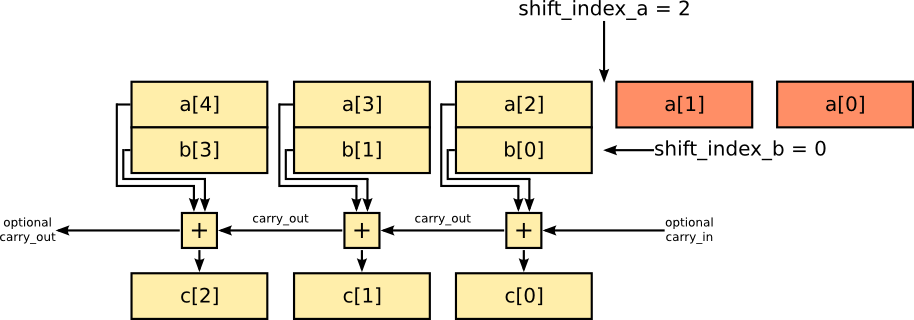 shift_index_a = 2
a[4] a[3] a[2] a[1] a[0]
b[3] b[1] b[0] shift_index_b = 0
optional carry_out carry_out optional
carry_out + + + carry_in
c[2] c[1] c[0]